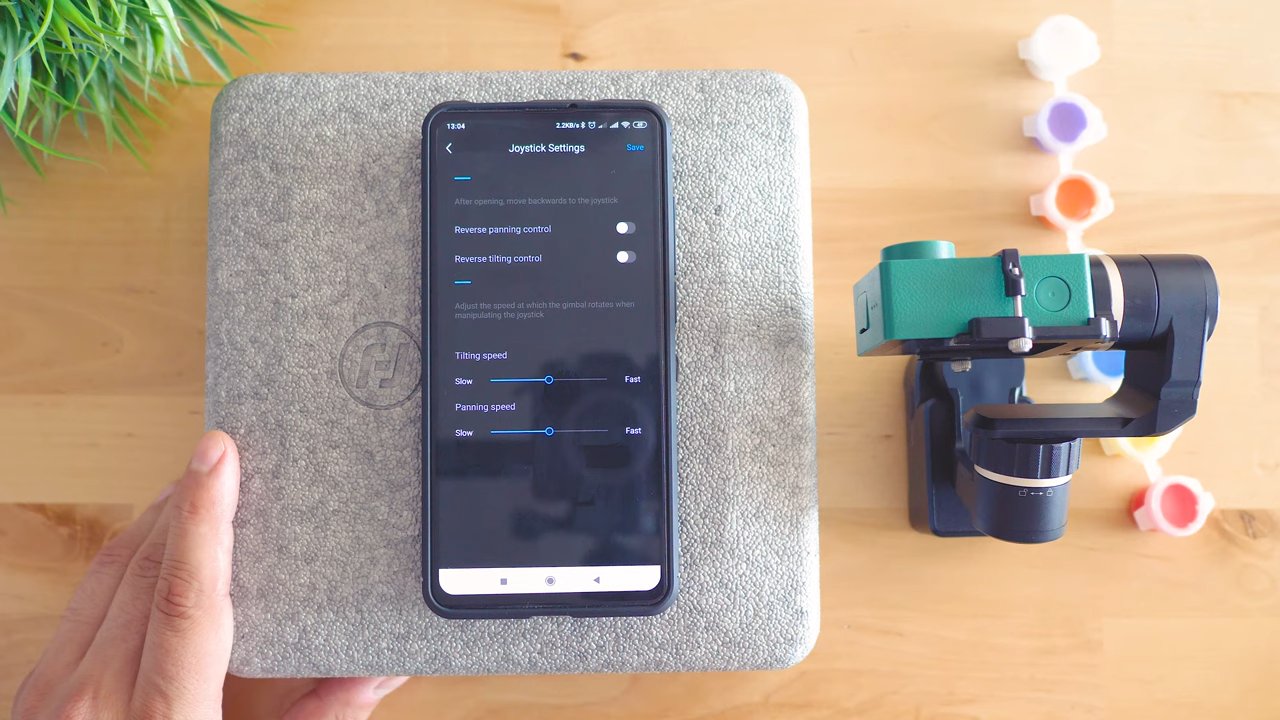 13:04
2.2KB/s
Joystick Settings
Save
After opening, move backwards to the joystick
Reverse panning control
Reverse tilting control
Adjust the speed at which the gimbal rotates when
manipulating the joystick
Tilting speed
Slow
Fast
Panning speed
Slow
Fast